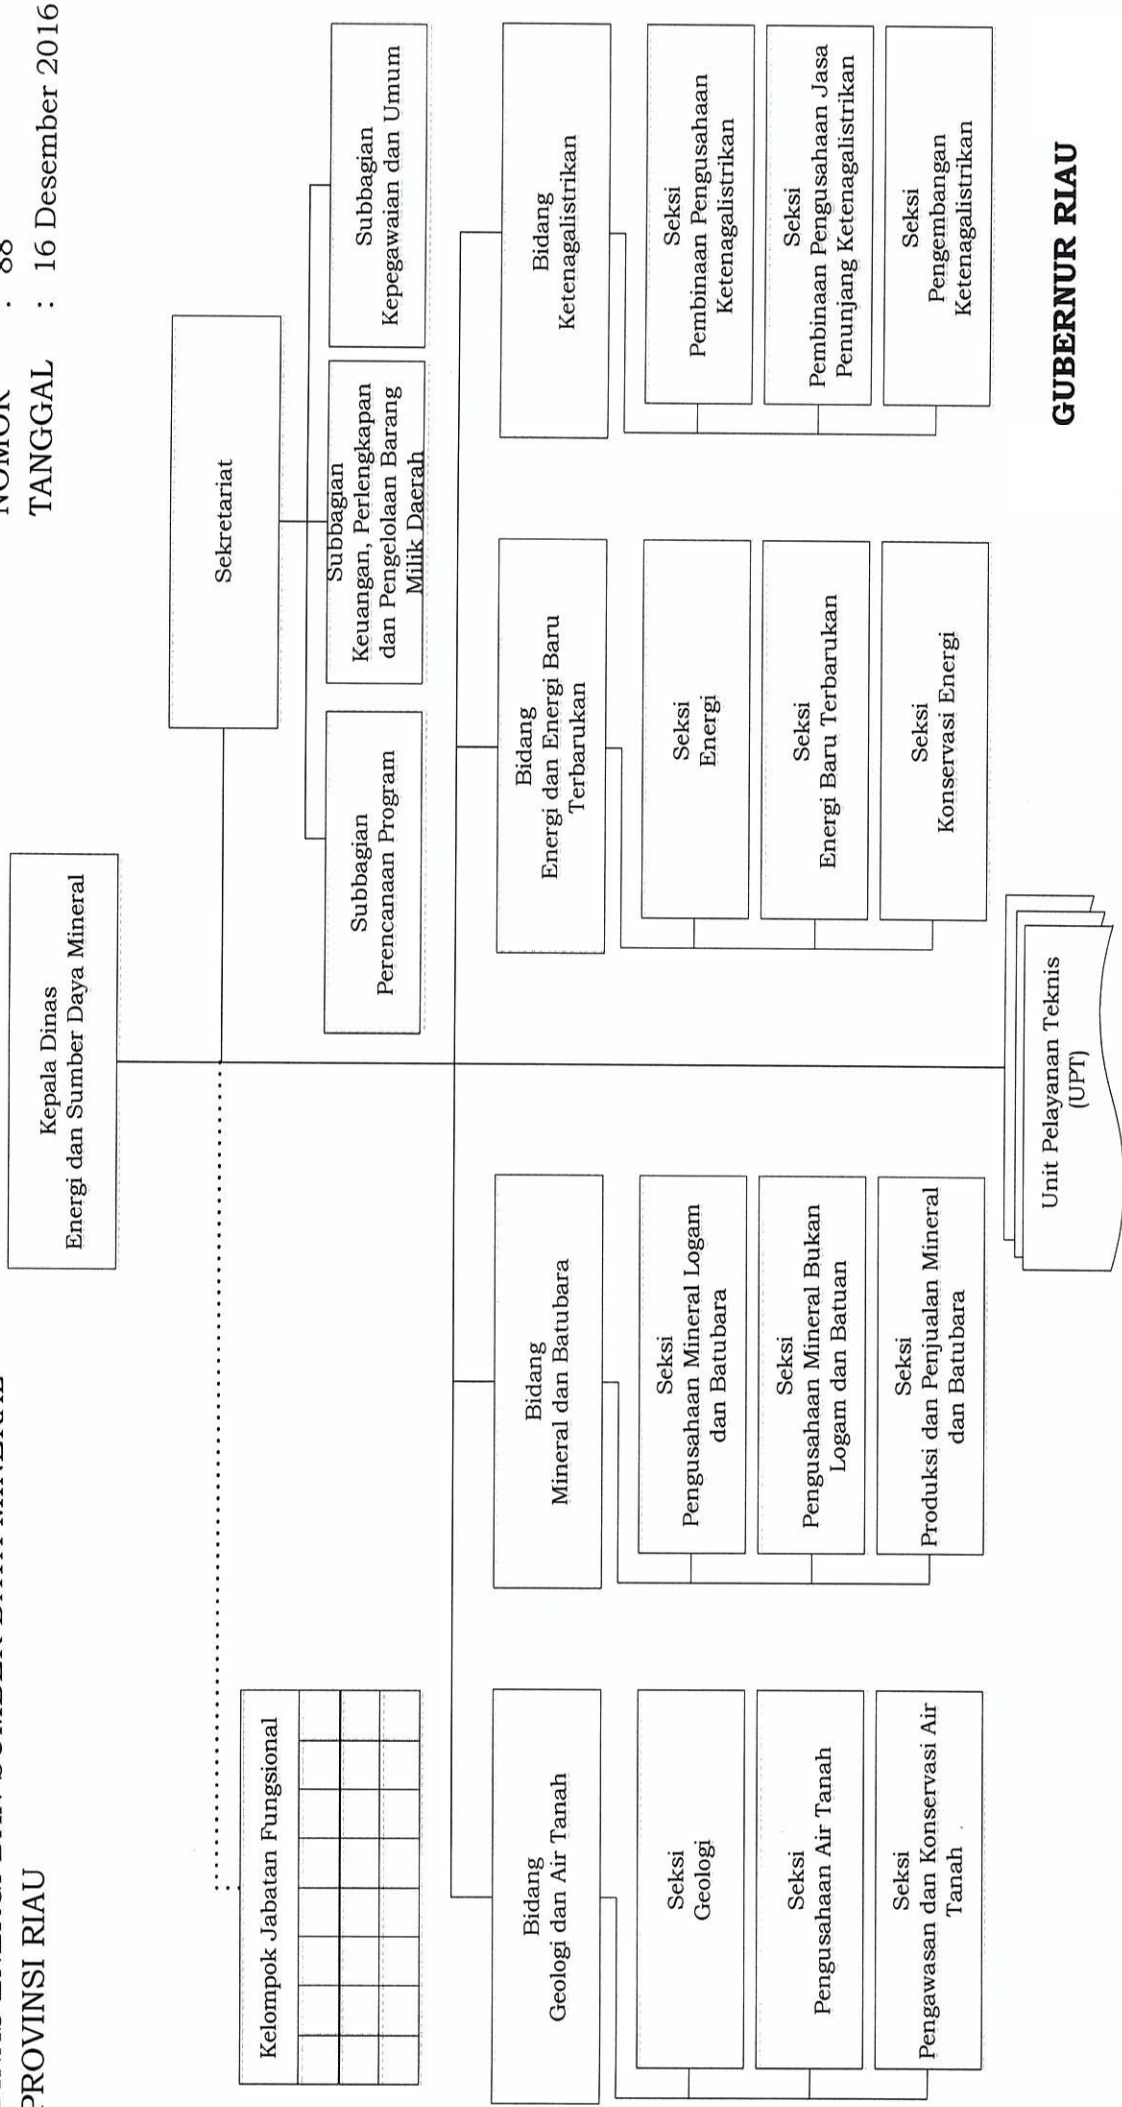 PROVINSI RIAU
: 88
TANGGAL : 16 Desember 2016
Kepala Dinas
Energi dan Sumber Daya Mineral
Sekretariat
Kelompok Jabatan Fungsional
Subbagian
Perencanaan Program
Subbagian
Keuangan, Perlengkapan
dan Pengelolaan Barang
Milik Daerah
Subbagian
Kepegawaian dan Umum
Bidang
Geologi dan Air Tanah
Seksi
Geologi
Seksi
Pengusahaan Air Tanah
Seksi
Pengawasan dan Konservasi Air
Tanah
Bidang
Mineral dan Batubara
Seksi
Pengusahaan Mineral Logam
dan Batubara
Seksi
Pengusahaan Mineral Bukan
Logam dan Batuan
Seksi
Produksi dan Penjualan Mineral
dan Batubara
Bidang
Energi dan Energi Baru
Terbarukan
Seksi
Energi
Seksi
Energi Baru Terbarukan
Seksi
Konservasi Energi
Bidang
Ketenagalistrikan
Seksi
Pembinaan Pengusahaan
Ketenagalistrikan
Seksi
Pembinaan Pengusahaan Jasa
Penunjang Ketenagalistrikan
Seksi
Pengembangan
Ketenagalistrikan
Unit Pelayanan Teknis
(UPT)
GUBERNUR RIAU